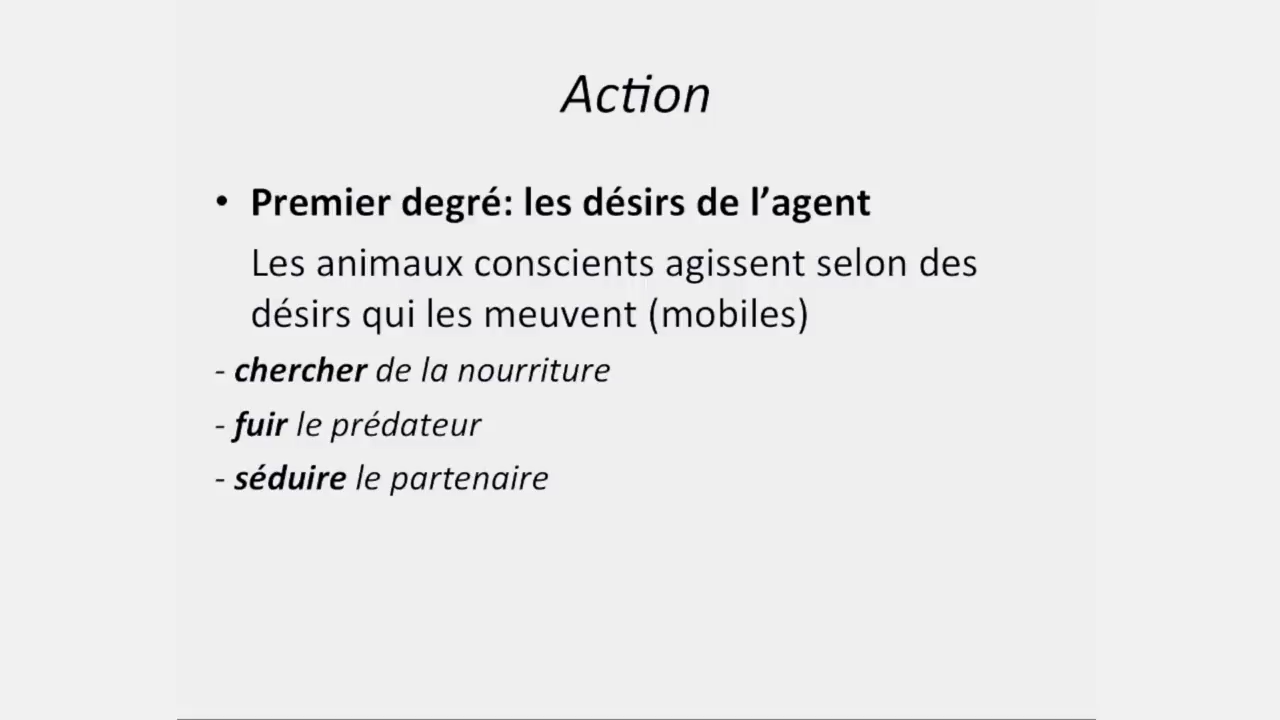 Action
• Premier degré: les désirs de l’agent
Les animaux conscients agissent selon des
désirs qui les meuvent (mobiles)
- chercher de la nourriture
- fuir le prédateur
- séduire le partenaire